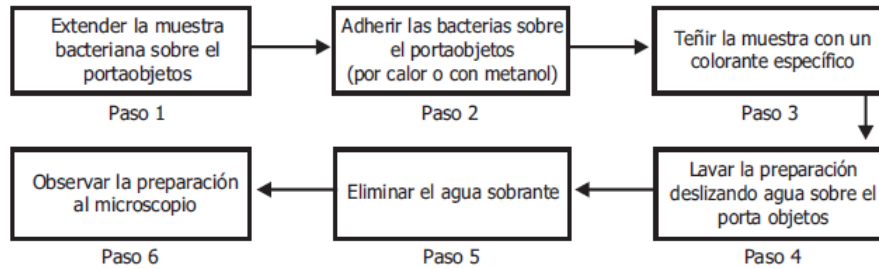 Extender la muestra
bacteriana sobre el
portaobjetos
Paso 1
Adherir las bacterias sobre
el portaobjetos
(por calor o con metanol)
Paso 2
Teñir la muestra con un
colorante específico
Paso 3
Lavar la preparación
deslizando agua sobre el
porta objetos
Paso 4
Eliminar el agua sobrante
Paso 5
Observar la preparación
al microscopio
Paso 6